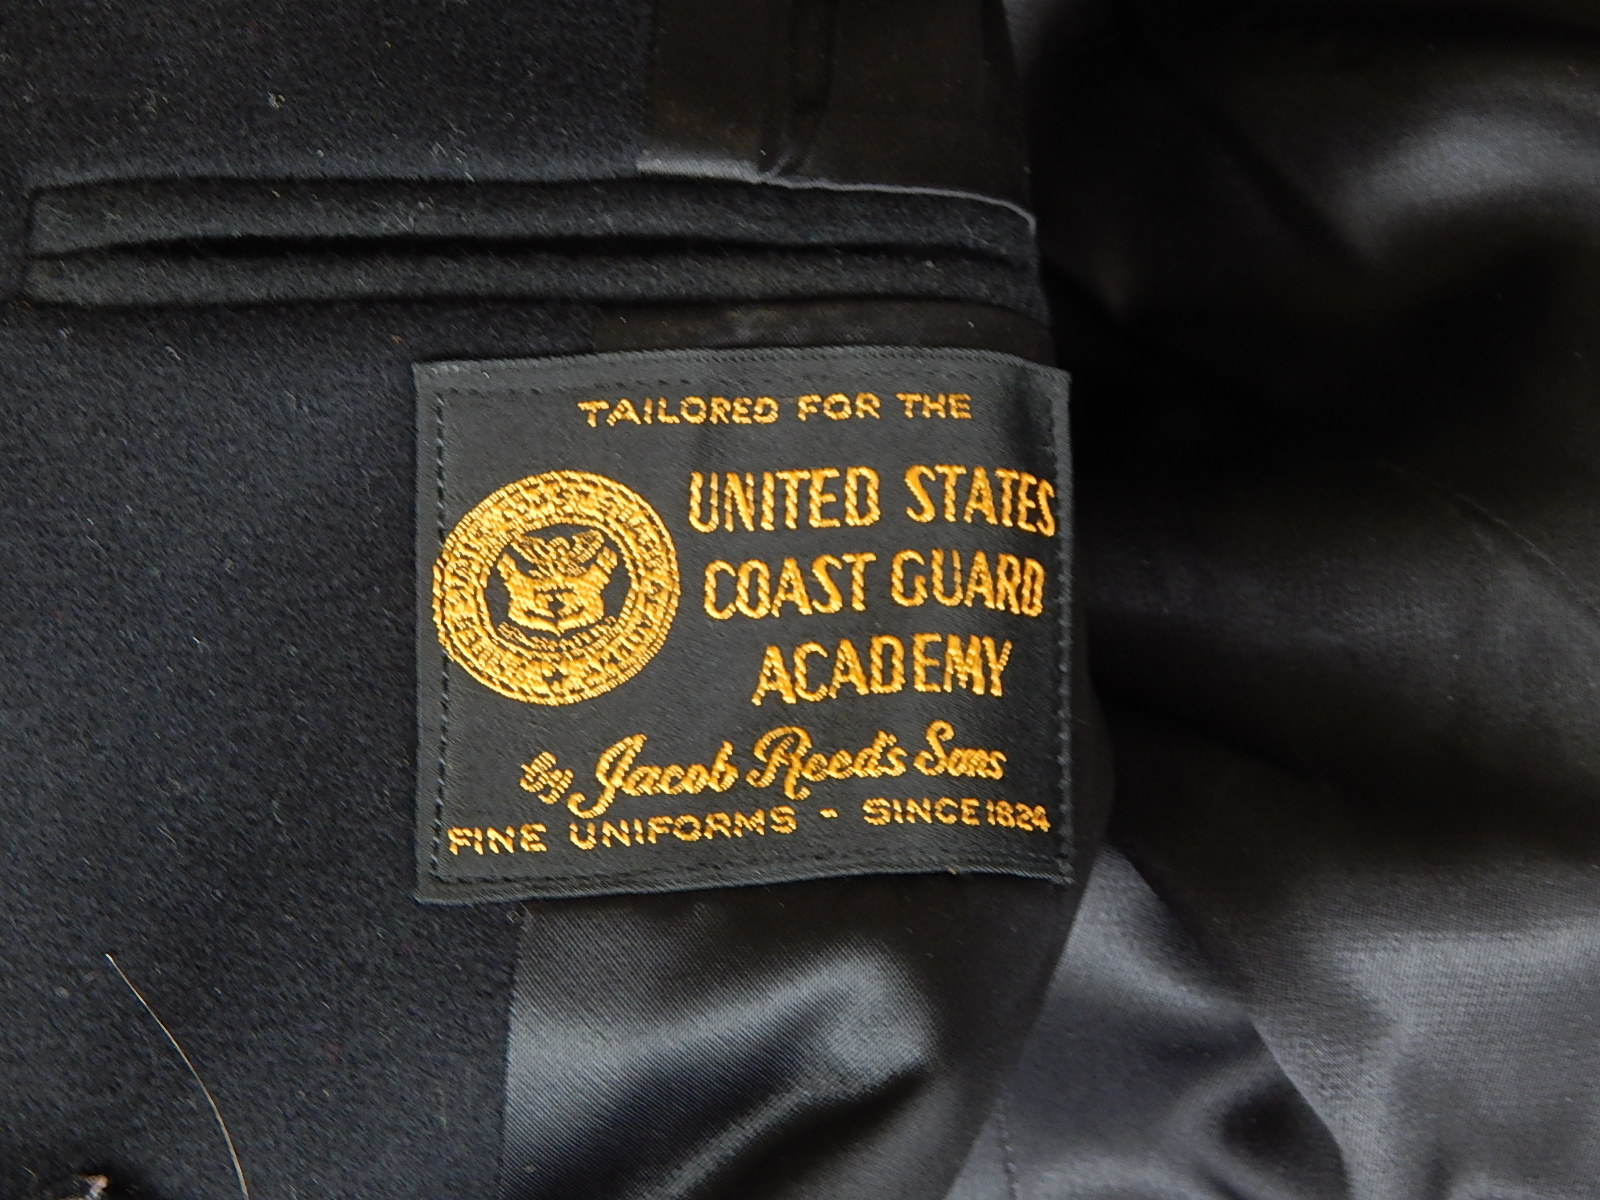 TAILORED FOR THE
UNITED STATES
COAST GUARD
ACADEMY
By Jacob Reed's Sons
FINE UNIFORMS - SINCE 1824